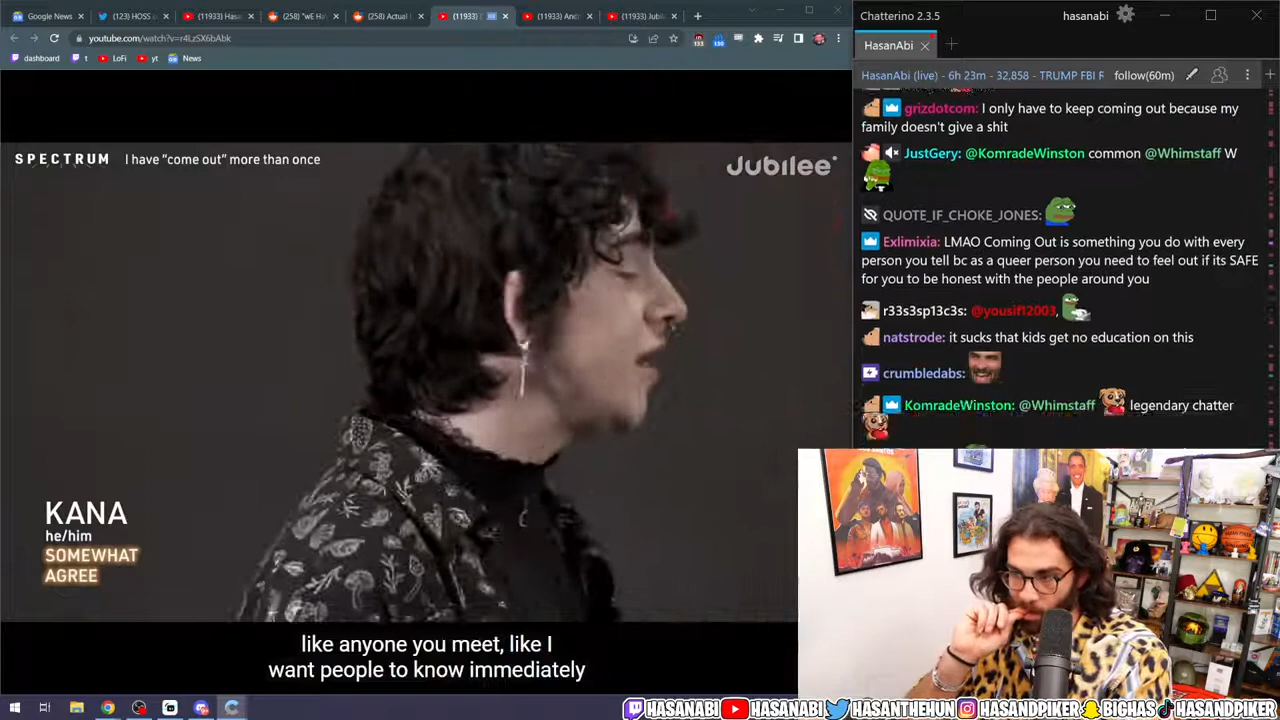 Google News
(123) HOSS
(11933) Hasa
(258) "wE Ha
(258) Actual
(11933) D
(11933) And
(11933) Jubil
youtube.com/watch?v=r4LzSX6bAbk
dashboard
t
LoFi
yt
News
SPECTRUM
I have "come out" more than once
Jubilee
KANA
he/him
SOMEWHAT
AGREE
like anyone you meet, like I
want people to know immediately
Chatterino 2.3.5
hasanabi
HasanAbi
HasanAbi (live) - 6h 23m - 32,858 - TRUMP FBI R
follow(60m)
grizdotcom: I only have to keep coming out because my
family doesn't give a shit
JustGery: @KomradeWinston common @Whimstaff W
QUOTE_IF_CHOKE_JONES:
Exlimixia: LMAO Coming Out is something you do with every
person you tell bc as a queer person you need to feel out if its SAFE
for you to be honest with the people around you
r33s3sp13c3s: @yousif12003,
natstrode: it sucks that kids get no education on this
crumbledabs:
KomradeWinston: @Whimstaff legendary chatter
HASANABI HASANABI HASANTHEHUN HASANDPIKER BIGHAS HASANDPIKER